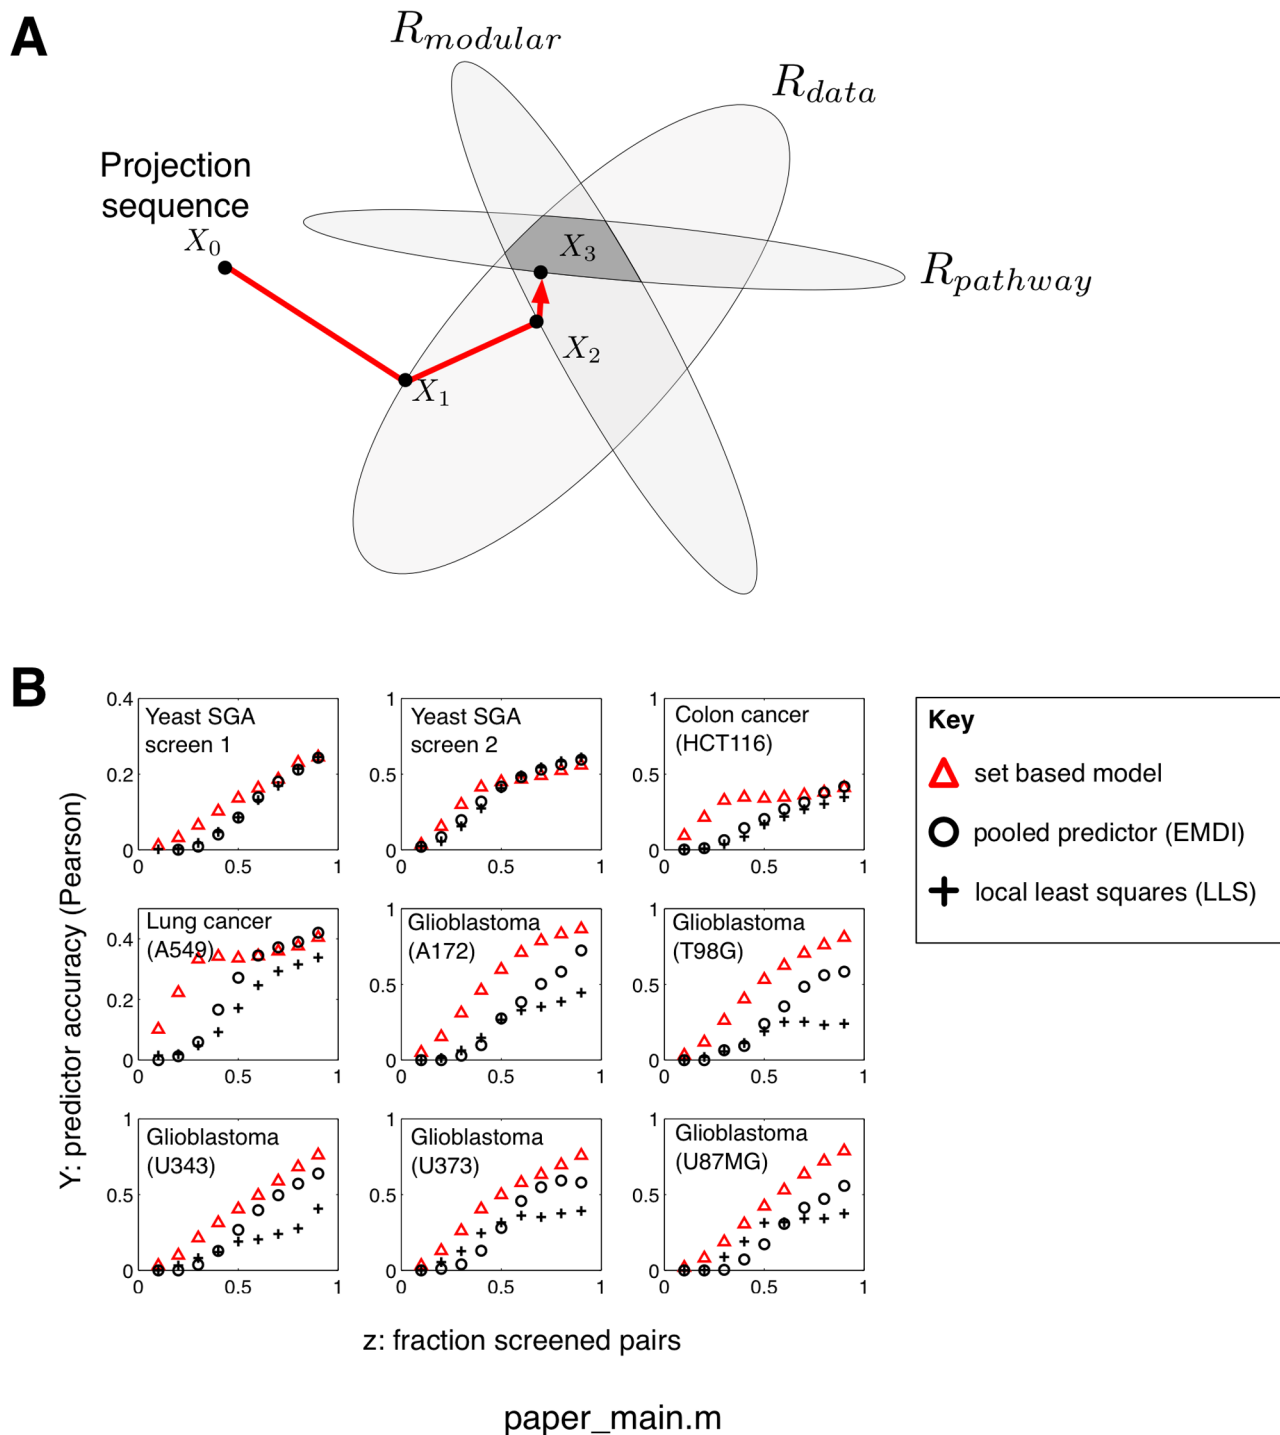 A
R_modular
R_data
Projection
sequence
X_0
X_3
R_pathway
X_2
X_1
B
0.4
0.2
0
0
0.5
1
Yeast SGA
screen 1
1
0.5
0
0
0.5
1
Yeast SGA
screen 2
1
0.5
0
0
0.5
1
Colon cancer
(HCT116)
Key
set based model
pooled predictor (EMDI)
local least squares (LLS)
Y: predictor accuracy (Pearson)
0.4
0.2
0
0
0.5
1
Lung cancer
(A549)
1
0.5
0
0
0.5
1
Glioblastoma
(A172)
1
0.5
0
0
0.5
1
Glioblastoma
(T98G)
1
0.5
0
0
0.5
1
Glioblastoma
(U343)
1
0.5
0
0
0.5
1
Glioblastoma
(U373)
1
0.5
0
0
0.5
1
Glioblastoma
(U87MG)
z: fraction screened pairs
paper_main.m